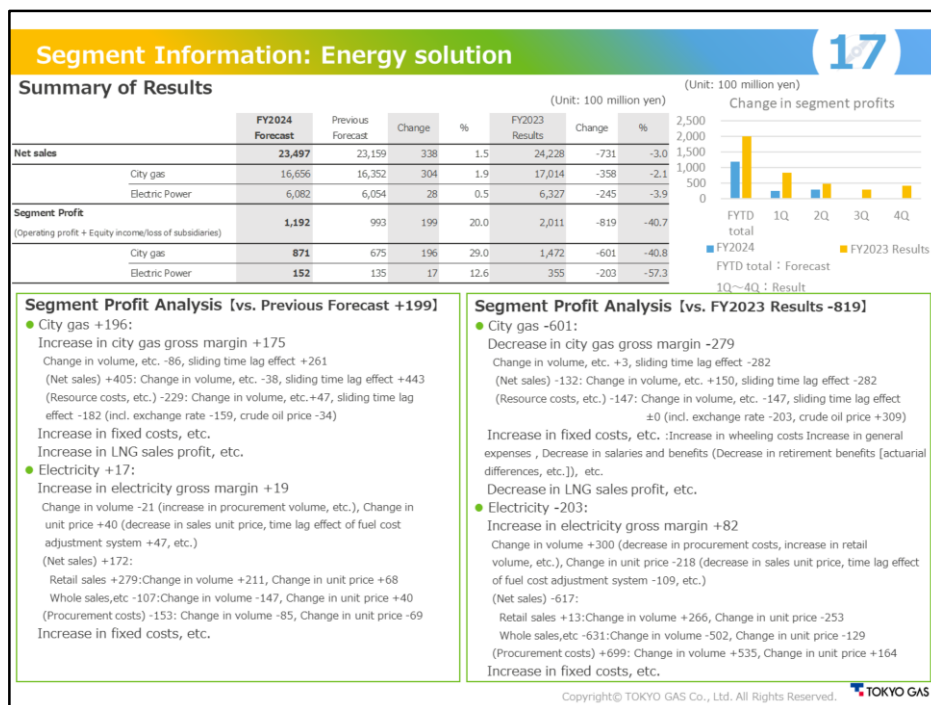 Segment Information: Energy solution
17
Summary of Results
(Unit: 100 million yen)
FY2024 Forecast Previous Forecast Change % FY2023 Results Change %
Net sales 23,497 23,159 338 1.5 24,228 -731 -3.0
City gas 16,656 16,352 304 1.9 17,014 -358 -2.1
Electric Power 6,082 6,054 28 0.5 6,327 -245 -3.9
Segment Profit
(Operating profit + Equity income/loss of subsidiaries) 1,192 993 199 20.0 2,011 -819 -40.7
City gas 871 675 196 29.0 1,472 -601 -40.8
Electric Power 152 135 17 12.6 355 -203 -57.3
(Unit: 100 million yen)
Change in segment profits
2,500
2,000
1,500
1,000
500
0
FYTD total 1Q 2Q 3Q 4Q
FY2024 FY2023 Results
FYTD total：Forecast
1Q～4Q：Result
Segment Profit Analysis【vs. Previous Forecast +199】
● City gas +196:
Increase in city gas gross margin +175
Change in volume, etc. -86, sliding time lag effect +261
(Net sales) +405: Change in volume, etc. -38, sliding time lag effect +443
(Resource costs, etc.) -229: Change in volume, etc.+47, sliding time lag
effect -182 (incl. exchange rate -159, crude oil price -34)
Increase in fixed costs, etc.
Increase in LNG sales profit, etc.
● Electricity +17:
Increase in electricity gross margin +19
Change in volume -21 (increase in procurement volume, etc.), Change in
unit price +40 (decrease in sales unit price, time lag effect of fuel cost
adjustment system +47, etc.)
(Net sales) +172:
Retail sales +279:Change in volume +211, Change in unit price +68
Whole sales,etc -107:Change in volume -147, Change in unit price +40
(Procurement costs) -153: Change in volume -85, Change in unit price -69
Increase in fixed costs, etc.
Segment Profit Analysis【vs. FY2023 Results -819】
● City gas -601:
Decrease in city gas gross margin -279
Change in volume, etc. +3, sliding time lag effect -282
(Net sales) -132: Change in volume, etc. +150, sliding time lag effect -282
(Resource costs, etc.) -147: Change in volume, etc. -147, sliding time lag effect
±0 (incl. exchange rate -203, crude oil price +309)
Increase in fixed costs, etc. :Increase in wheeling costs Increase in general
expenses , Decrease in salaries and benefits (Decrease in retirement benefits [actuarial
differences, etc.]), etc.
Decrease in LNG sales profit, etc.
● Electricity -203:
Increase in electricity gross margin +82
Change in volume +300 (decrease in procurement costs, increase in retail
volume, etc.), Change in unit price -218 (decrease in sales unit price, time lag effect
of fuel cost adjustment system -109, etc.)
(Net sales) -617:
Retail sales +13:Change in volume +266, Change in unit price -253
Whole sales,etc -631:Change in volume -502, Change in unit price -129
(Procurement costs) +699: Change in volume +535, Change in unit price +164
Increase in fixed costs, etc.
Copyright© TOKYO GAS Co., Ltd. All Rights Reserved.
TOKYO GAS